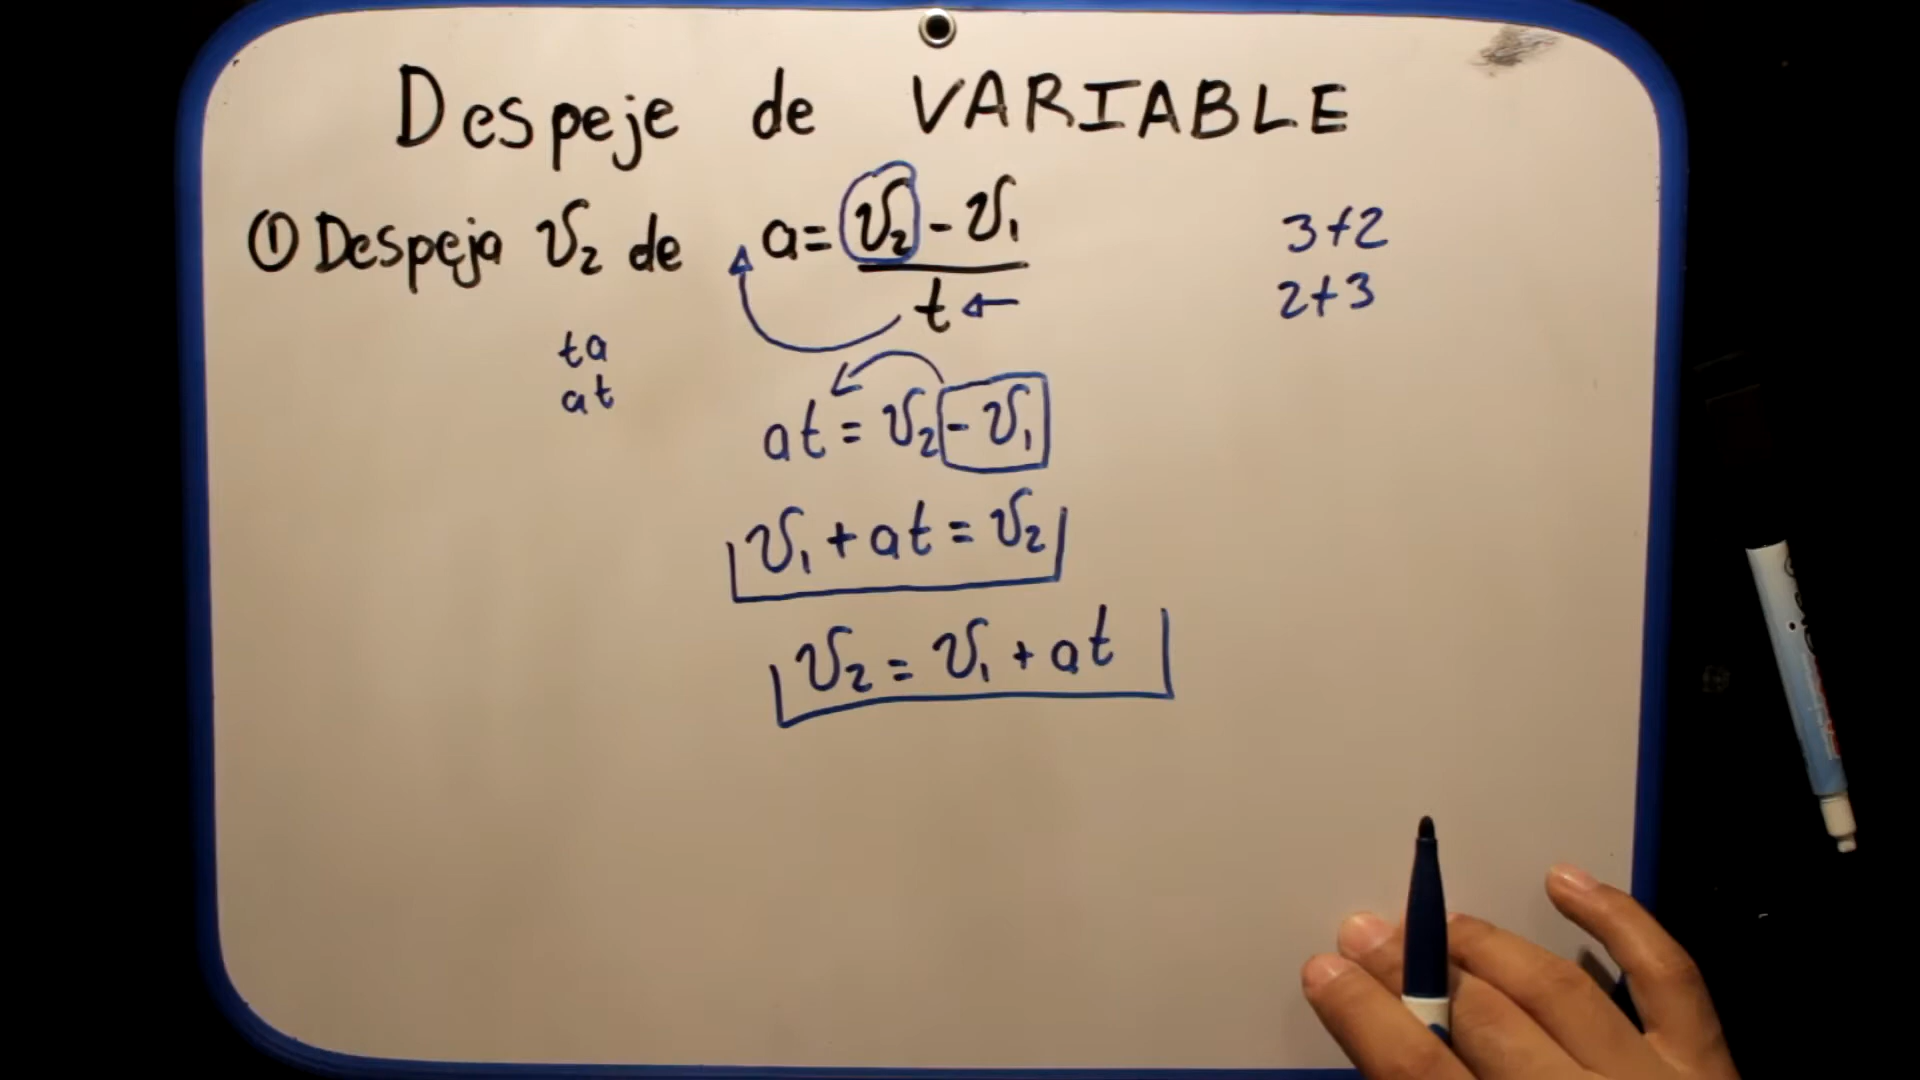 Despeje de VARIABLE
① Despeja v₂ de a = v₂ - v₁ / t
3+2
2+3
ta
at
at = v₂ - v₁
v₁ + at = v₂
v₂ = v₁ + at